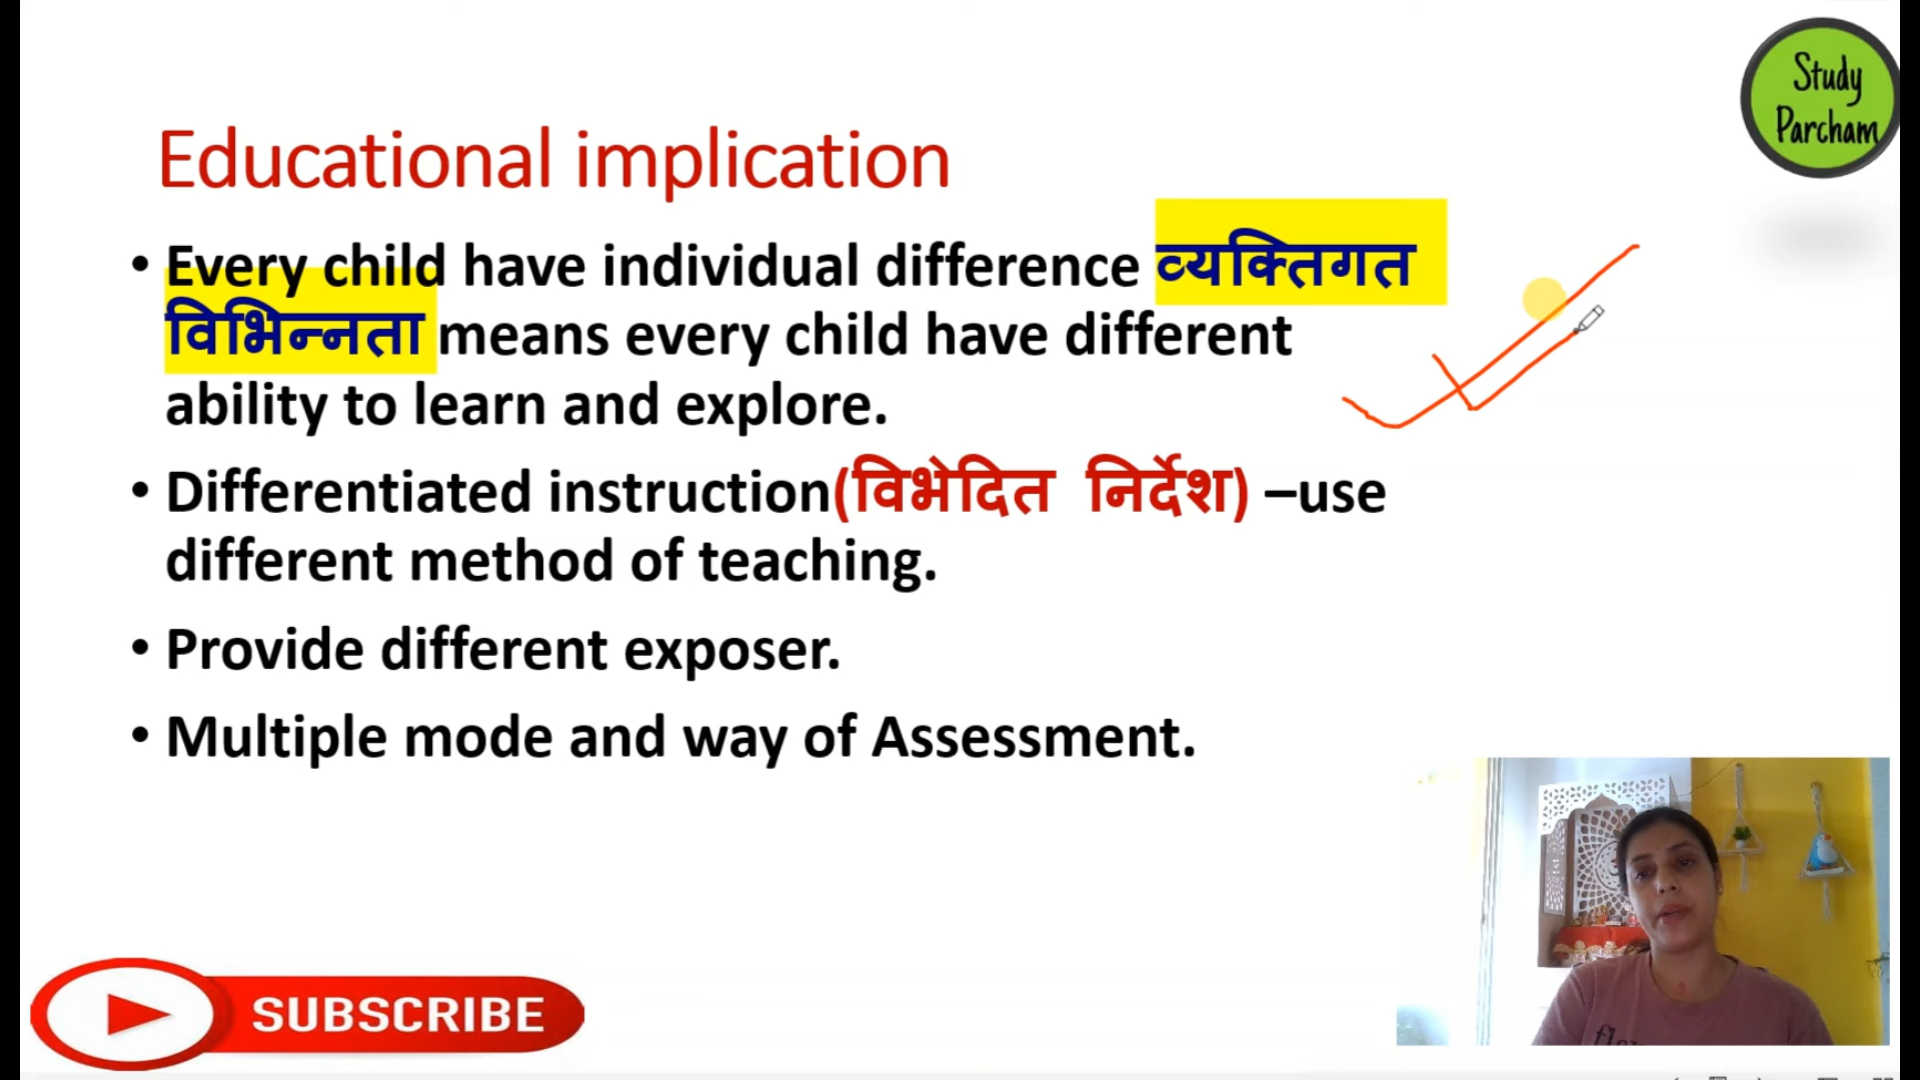 Study
Parcham
Educational implication
• Every child have individual difference व्यक्तिगत
विभिन्नता means every child have different
ability to learn and explore.
• Differentiated instruction(विभेदित निर्देश) –use
different method of teaching.
• Provide different exposer.
• Multiple mode and way of Assessment.
SUBSCRIBE